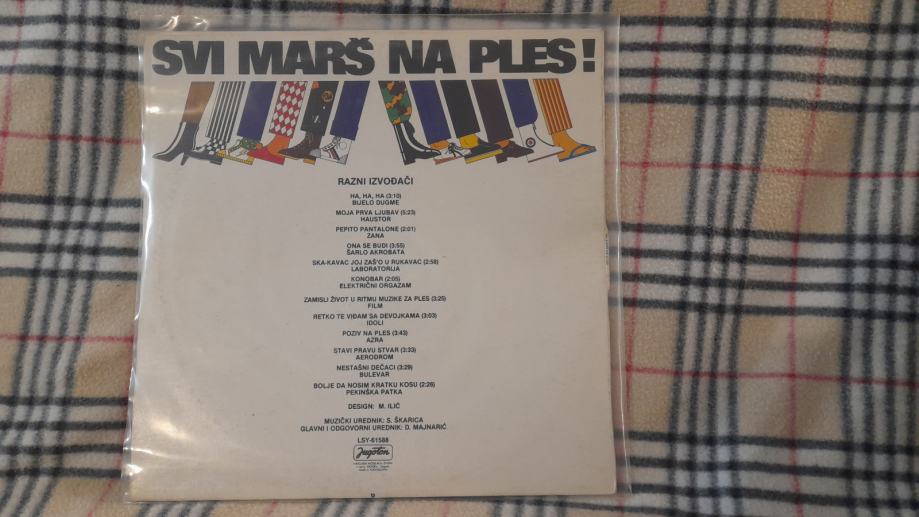 SVI MARŠ NA PLES!
RAZNI IZVOĐAČI
HA, HA, HA (3:10)
BIJELO DUGME
MOJA PRVA LJUBAV (5:23)
HAUSTOR
PEPITO PANTALONE (2:01)
ZANA
ONA SE BUDI (3:55)
ŠARLO AKROBATA
SKA-KAVAC JOJ ZAŠ'O U RUKAVAC (2:58)
LABORATORIJA
KONOBAR (2:05)
ELEKTRIČNI ORGAZAM
ZAMISLI ŽIVOT U RITMU MUZIKE ZA PLES (3:25)
FILM
RETKO TE VIĐAM SA DEVOJKAMA (3:03)
IDOLI
POZIV NA PLES (3:43)
AZRA
STAVI PRAVU STVAR (3:33)
AERODROM
NESTAŠNI DEČACI (3:29)
BULEVAR
BOLJE DA NOSIM KRATKU KOSU (2:26)
PEKINŠKA PATKA
DESIGN: M. ILIĆ
MUZIČKI UREDNIK: S. ŠKARICA
GLAVNI I ODGOVORNI UREDNIK: D. MAJNARIĆ
LSY-61588
Jugoton